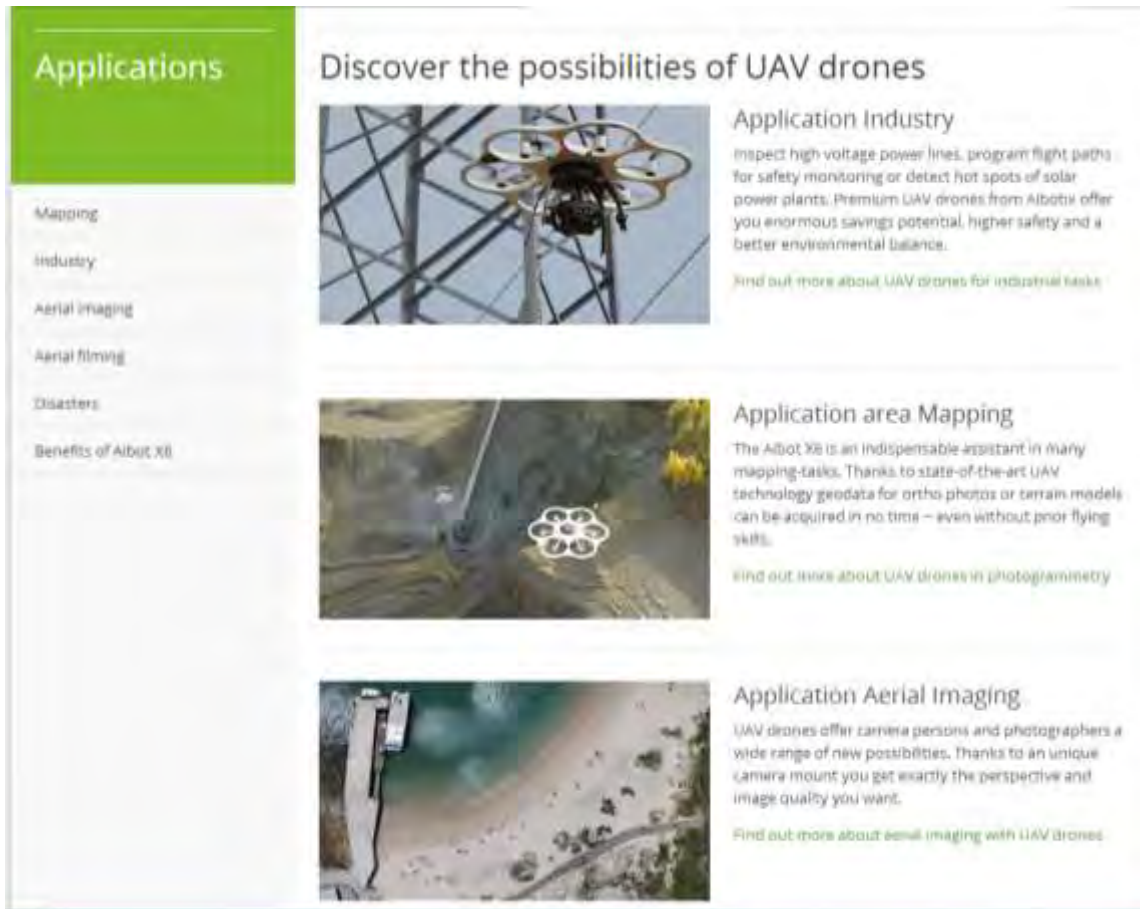 Applications
Mapping
Industry
Aerial imaging
Aerial filming
Disasters
Benefits of Aibot X6
Discover the possibilities of UAV drones
Application Industry
Inspect high voltage power lines, program flight paths
for safety monitoring or detect hot spots of solar
power plants. Premium UAV drones from Aibotix offer
you enormous savings potential, higher safety and a
better environmental balance.
Find out more about UAV drones for industrial tasks
Application area Mapping
The Aibot X6 is an indispensable assistant in many
mapping-tasks. Thanks to state-of-the-art UAV
technology geodata for ortho photos or terrain models
can be acquired in no time – even without prior flying
skills.
Find out more about UAV drones in photogrammetry
Application Aerial Imaging
UAV drones offer camera persons and photographers a
wide range of new possibilities. Thanks to an unique
camera mount you get exactly the perspective and
image quality you want.
Find out more about aerial imaging with UAV drones